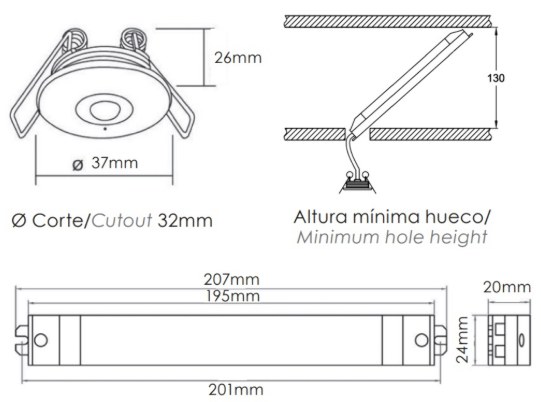 26mm
130
Ø 37mm
Ø Corte/Cutout 32mm
Altura mínima hueco/
Minimum hole height
207mm
195mm
20mm
24mm
201mm